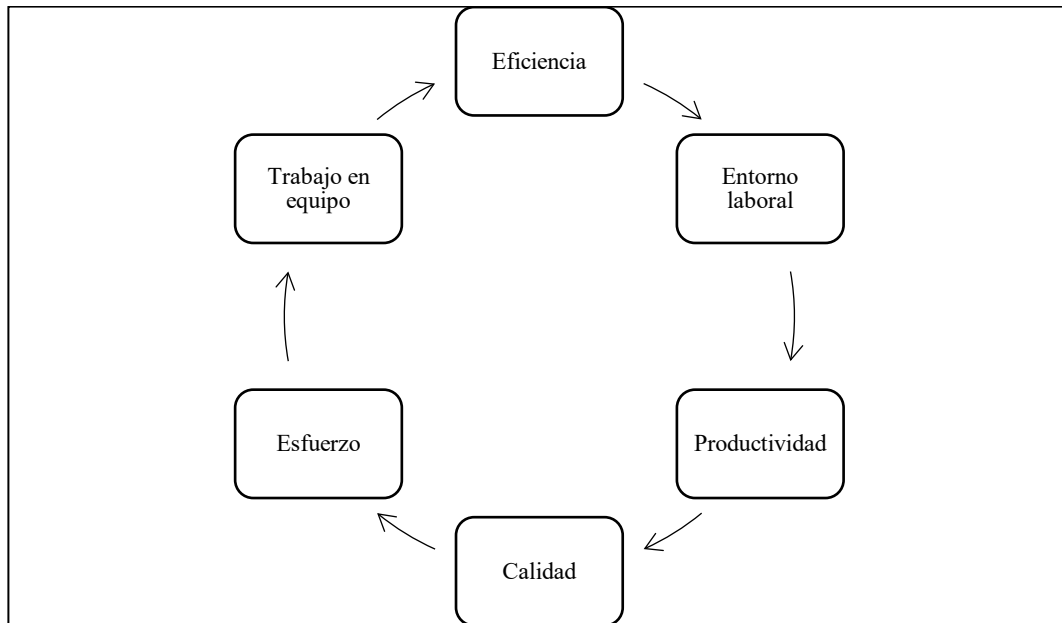 Eficiencia
Entorno
laboral
Productividad
Calidad
Esfuerzo
Trabajo en
equipo